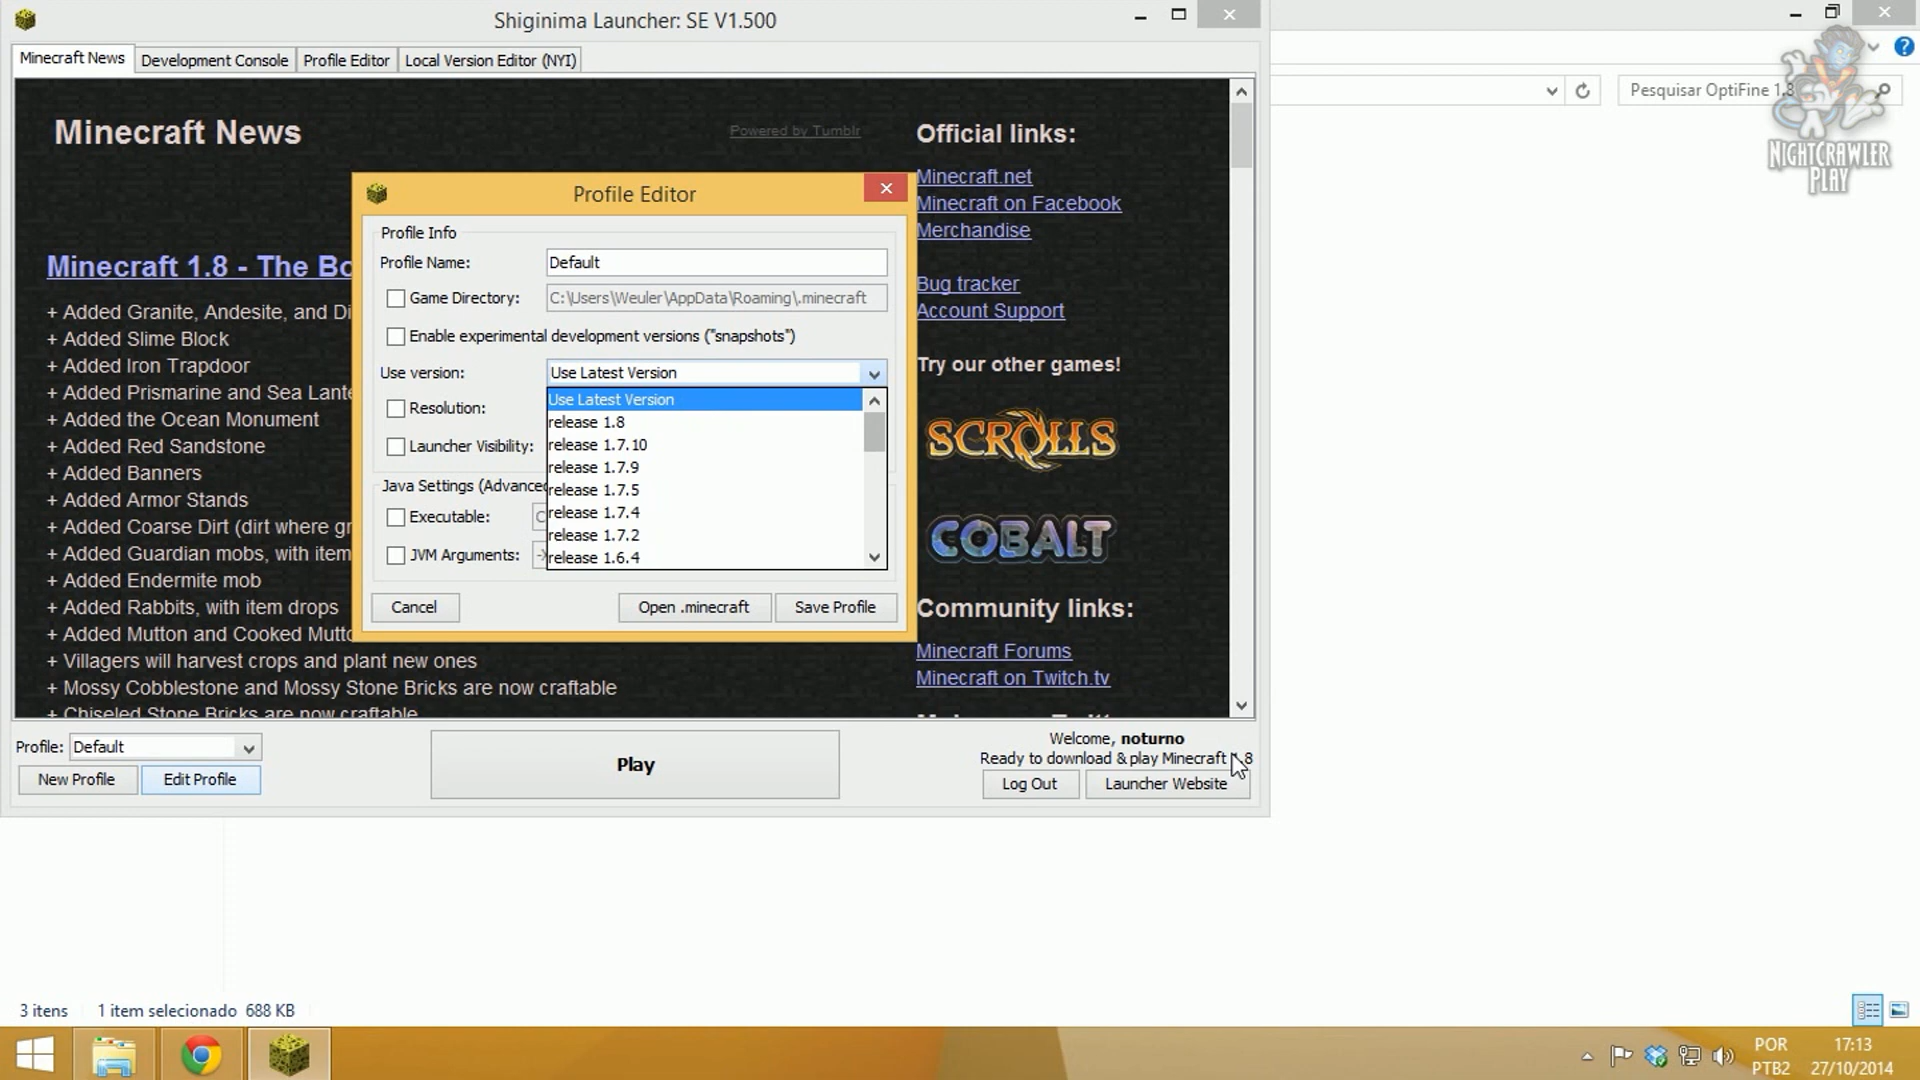 Shiginima Launcher: SE V1.500
Minecraft News
Development Console
Profile Editor
Local Version Editor (NYI)
Pesquisar OptiFine 1.8
NIGHTCRAWLER
PLAY
Minecraft News
Powered by Tumblr
Minecraft 1.8 - The Bo
+ Added Granite, Andesite, and Di
+ Added Slime Block
+ Added Iron Trapdoor
+ Added Prismarine and Sea Lante
+ Added the Ocean Monument
+ Added Red Sandstone
+ Added Banners
+ Added Armor Stands
+ Added Coarse Dirt (dirt where gr
+ Added Guardian mobs, with item
+ Added Endermite mob
+ Added Rabbits, with item drops
+ Added Mutton and Cooked Mutto
+ Villagers will harvest crops and plant new ones
+ Mossy Cobblestone and Mossy Stone Bricks are now craftable
+ Chiseled Stone Bricks are now craftable
Official links:
Minecraft.net
Minecraft on Facebook
Merchandise
Bug tracker
Account Support
Try our other games!
SCROLLS
COBALT
Community links:
Minecraft Forums
Minecraft on Twitch.tv
Profile Editor
Profile Info
Profile Name:
Default
Game Directory:
C:\Users\Weuler\AppData\Roaming\.minecraft
Enable experimental development versions ("snapshots")
Use version:
Use Latest Version
Resolution:
Launcher Visibility:
Use Latest Version
release 1.8
release 1.7.10
release 1.7.9
release 1.7.5
release 1.7.4
release 1.7.2
release 1.6.4
Java Settings (Advanced
Executable:
C
JVM Arguments:
-X
Cancel
Open .minecraft
Save Profile
Profile:
Default
New Profile
Edit Profile
Play
Welcome, noturno
Ready to download & play Minecraft 1.8
Log Out
Launcher Website
3 itens
1 item selecionado 688 KB
POR
PTB2
17:13
27/10/2014